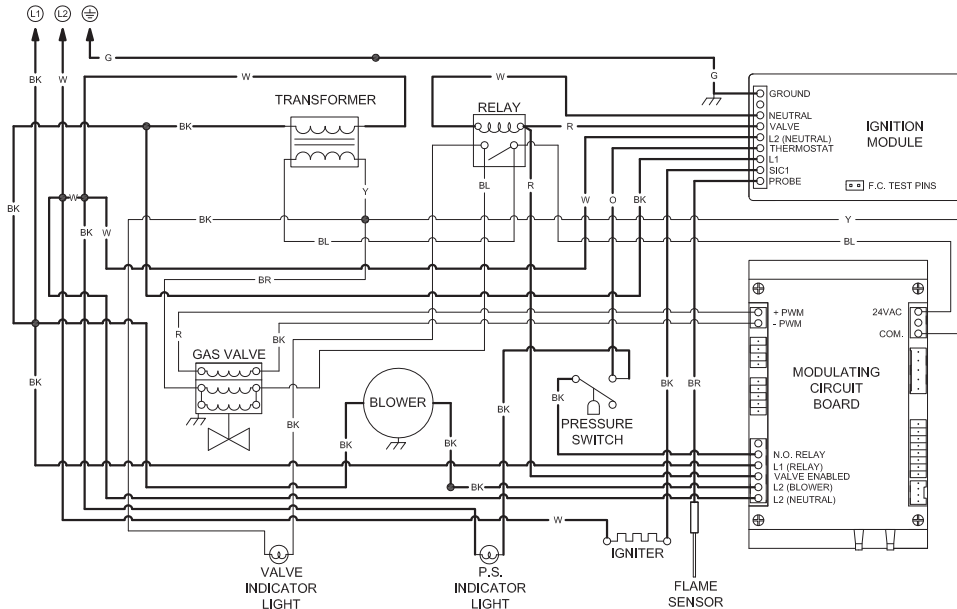 L1 L2
G
BK W
W W
G
TRANSFORMER
RELAY
GROUND
NEUTRAL
VALVE
L2 (NEUTRAL)
THERMOSTAT
L1
SIC1
PROBE
IGNITION
MODULE
F.C. TEST PINS
BK
R
BK
Y
BL
R
W
O
BK
W
BK
W
BK
Y
BL
BL
BR
R
BK
+ PWM
- PWM
24VAC
COM.
GAS VALVE
BLOWER
BK
BK
BK
BK
BK
BK
BR
PRESSURE
SWITCH
MODULATING
CIRCUIT
BOARD
BK
BK
N.O. RELAY
L1 (RELAY)
VALVE ENABLED
L2 (BLOWER)
L2 (NEUTRAL)
BK
W
IGNITER
VALVE
INDICATOR
LIGHT
P.S.
INDICATOR
LIGHT
FLAME
SENSOR